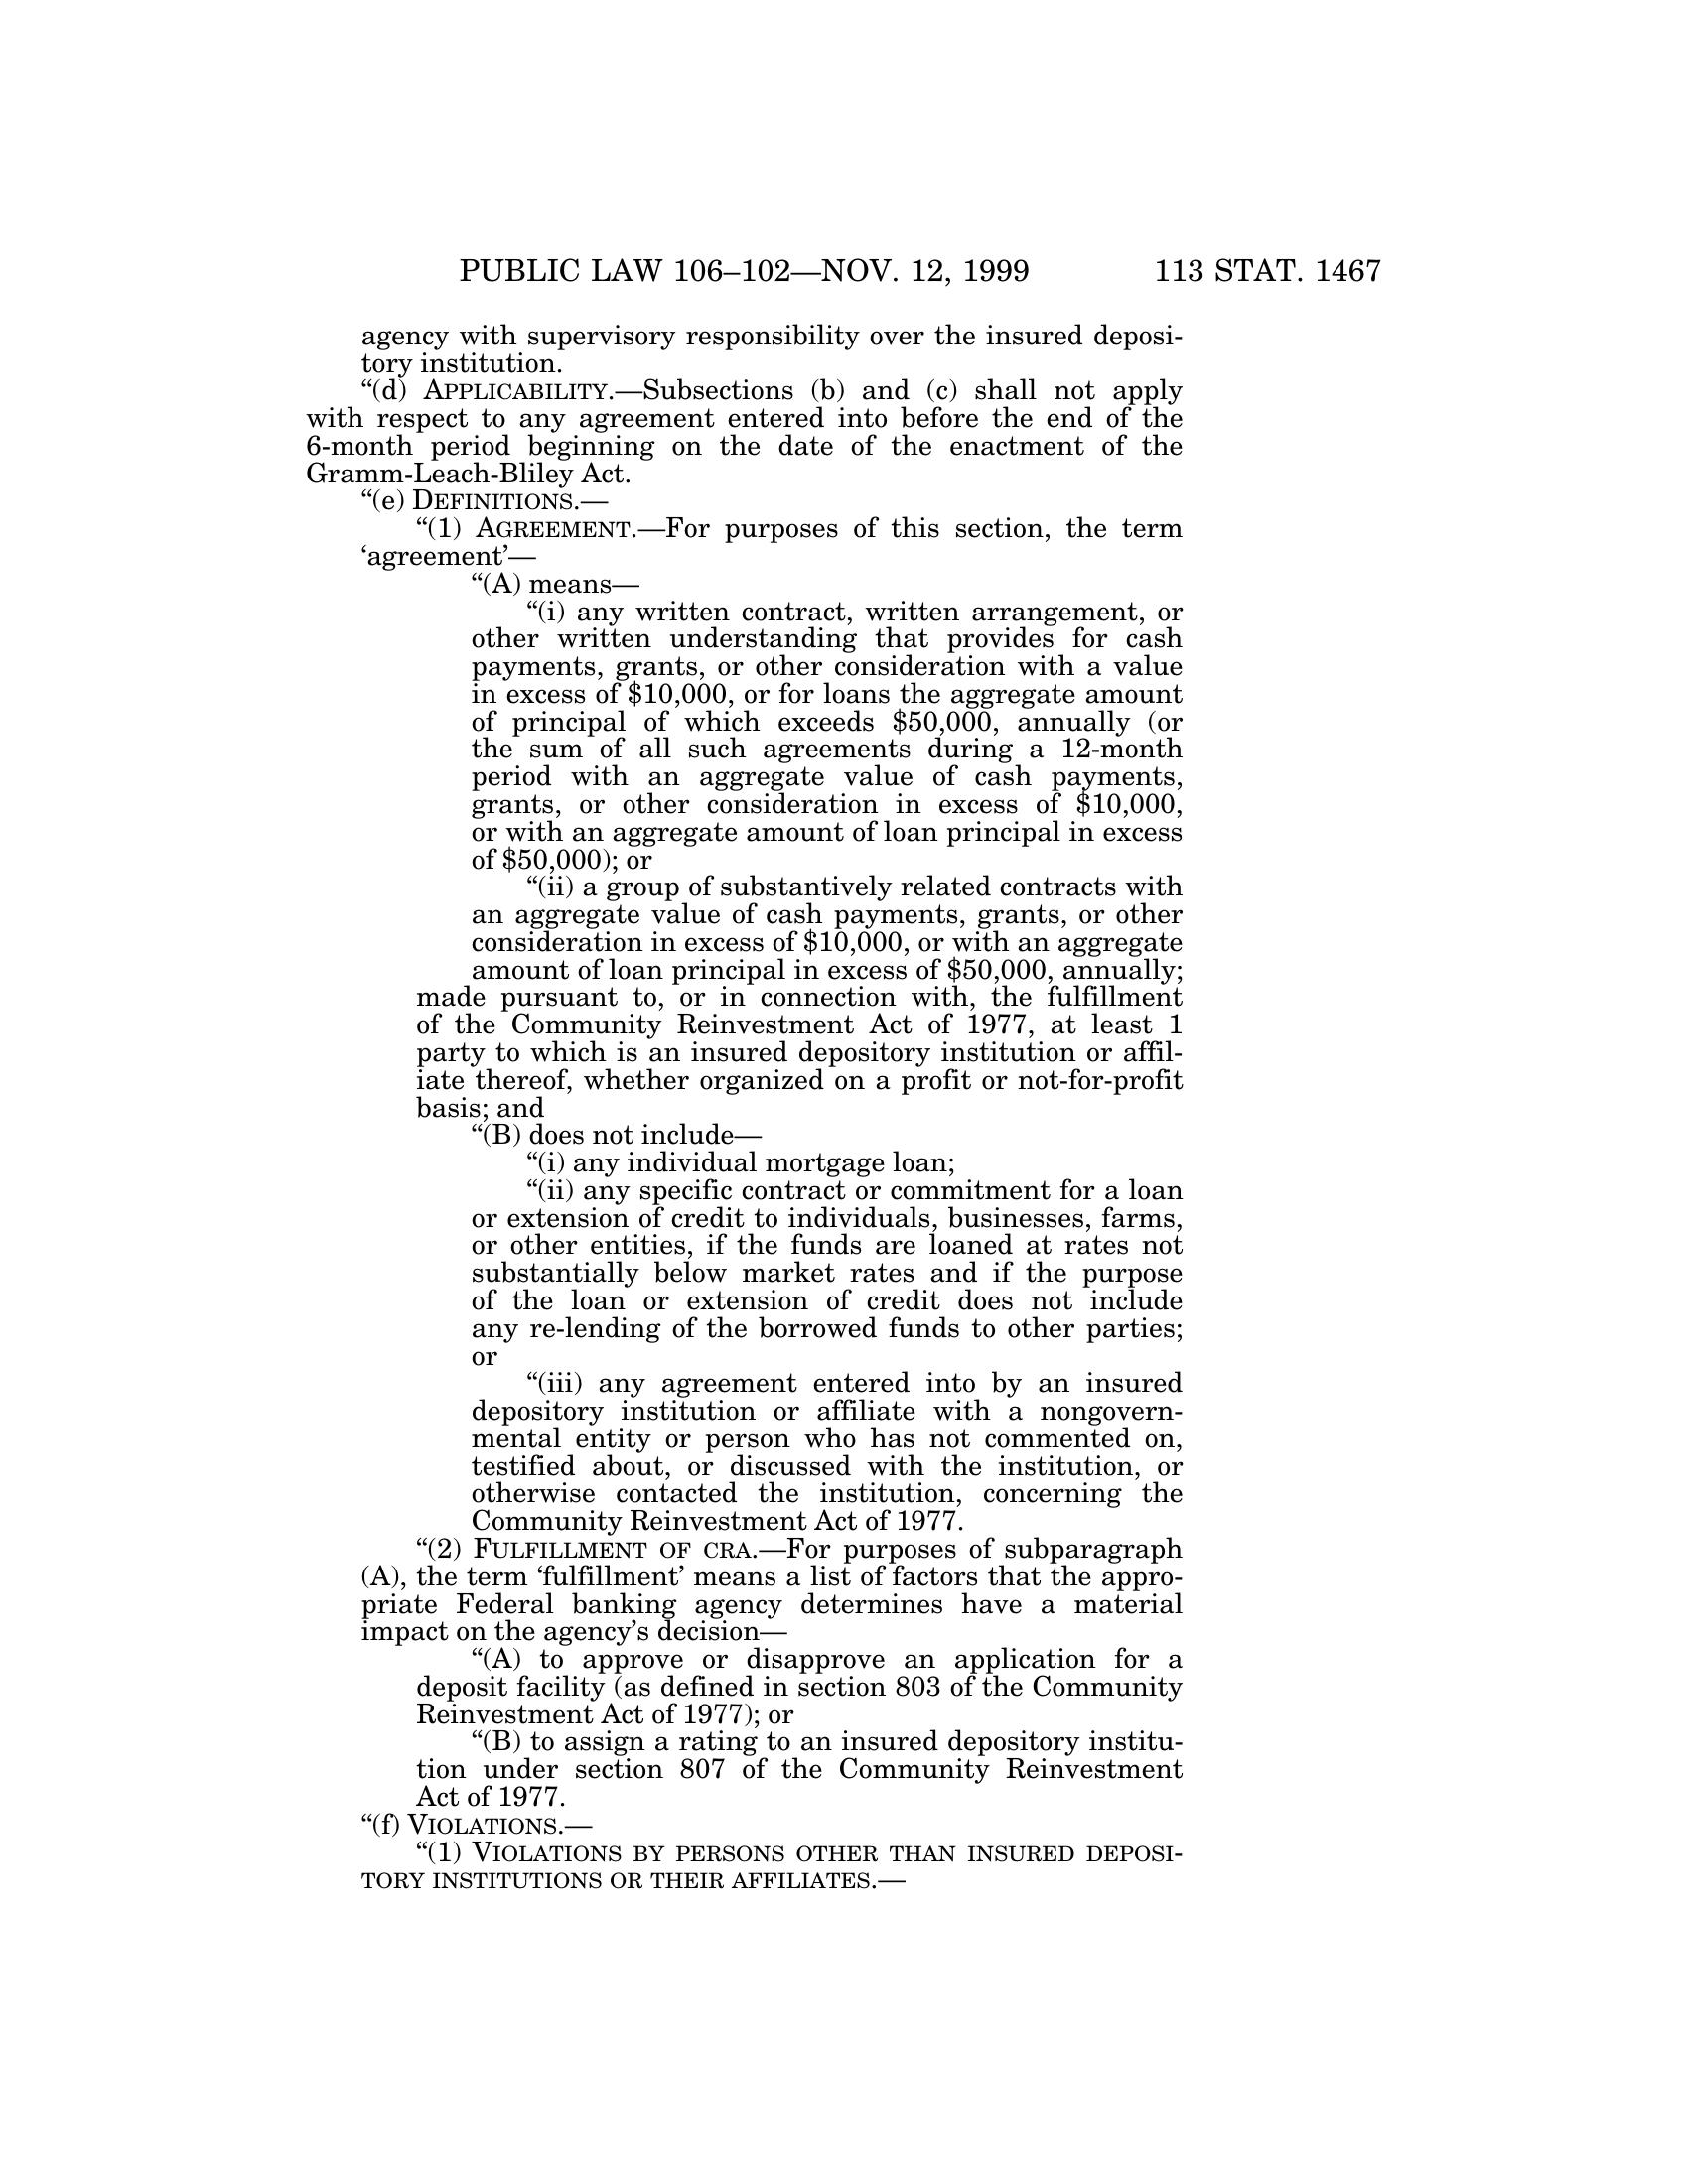 PUBLIC LAW 106–102—NOV. 12, 1999 113 STAT. 1467
agency with supervisory responsibility over the insured deposi-
tory institution.
“(d) APPLICABILITY.—Subsections (b) and (c) shall not apply
with respect to any agreement entered into before the end of the
6-month period beginning on the date of the enactment of the
Gramm-Leach-Bliley Act.
“(e) DEFINITIONS.—
“(1) AGREEMENT.—For purposes of this section, the term
‘agreement’—
“(A) means—
“(i) any written contract, written arrangement, or
other written understanding that provides for cash
payments, grants, or other consideration with a value
in excess of $10,000, or for loans the aggregate amount
of principal of which exceeds $50,000, annually (or
the sum of all such agreements during a 12-month
period with an aggregate value of cash payments,
grants, or other consideration in excess of $10,000,
or with an aggregate amount of loan principal in excess
of $50,000); or
“(ii) a group of substantively related contracts with
an aggregate value of cash payments, grants, or other
consideration in excess of $10,000, or with an aggregate
amount of loan principal in excess of $50,000, annually;
made pursuant to, or in connection with, the fulfillment
of the Community Reinvestment Act of 1977, at least 1
party to which is an insured depository institution or affil-
iate thereof, whether organized on a profit or not-for-profit
basis; and
“(B) does not include—
“(i) any individual mortgage loan;
“(ii) any specific contract or commitment for a loan
or extension of credit to individuals, businesses, farms,
or other entities, if the funds are loaned at rates not
substantially below market rates and if the purpose
of the loan or extension of credit does not include
any re-lending of the borrowed funds to other parties;
or
“(iii) any agreement entered into by an insured
depository institution or affiliate with a nongovern-
mental entity or person who has not commented on,
testified about, or discussed with the institution, or
otherwise contacted the institution, concerning the
Community Reinvestment Act of 1977.
“(2) FULFILLMENT OF CRA.—For purposes of subparagraph
(A), the term ‘fulfillment’ means a list of factors that the appro-
priate Federal banking agency determines have a material
impact on the agency’s decision—
“(A) to approve or disapprove an application for a
deposit facility (as defined in section 803 of the Community
Reinvestment Act of 1977); or
“(B) to assign a rating to an insured depository institu-
tion under section 807 of the Community Reinvestment
Act of 1977.
“(f) VIOLATIONS.—
“(1) VIOLATIONS BY PERSONS OTHER THAN INSURED DEPOSI-
TORY INSTITUTIONS OR THEIR AFFILIATES.—